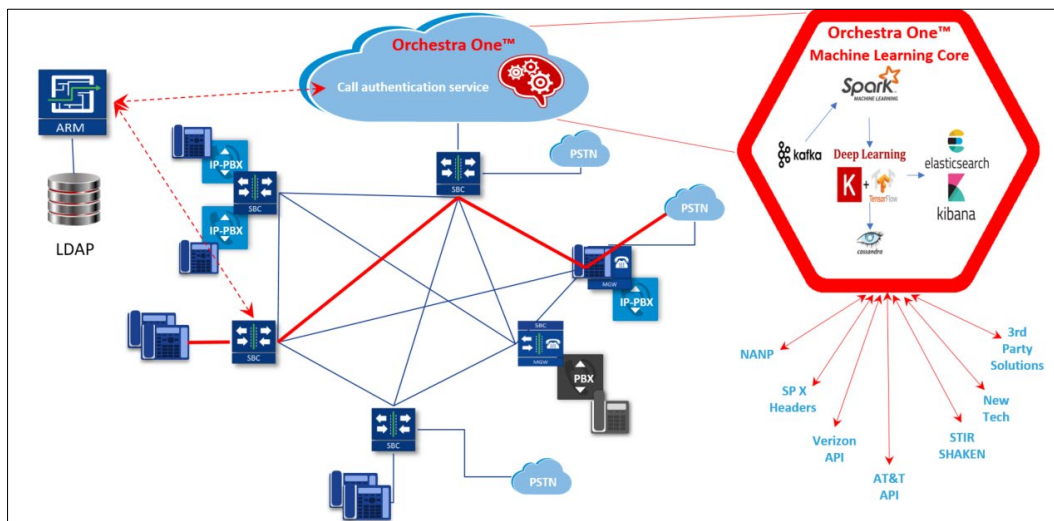 Orchestra One™
Call authentication service
Orchestra One™
Machine Learning Core
Spark
MACHINE LEARNING
kafka
Deep Learning
K
+
TensorFlow
elasticsearch
kibana
cassandra
ARM
LDAP
IP-PBX
SBC
IP-PBX
SBC
PSTN
SBC
PSTN
MGW
IP-PBX
SBC
MGW
PBX
SBC
PSTN
NANP
SP X
Headers
Verizon
API
AT&T
API
STIR
SHAKEN
New
Tech
3rd
Party
Solutions